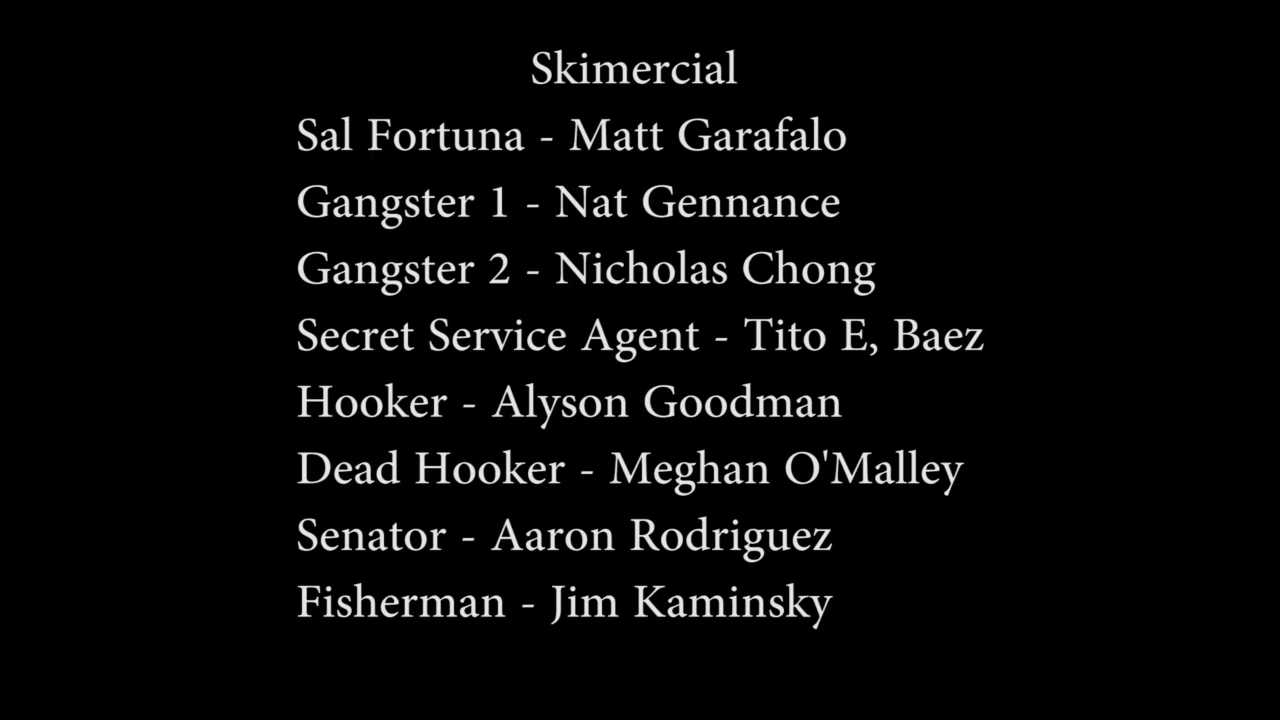 Skimercial
Sal Fortuna - Matt Garafalo
Gangster 1 - Nat Gennance
Gangster 2 - Nicholas Chong
Secret Service Agent - Tito E, Baez
Hooker - Alyson Goodman
Dead Hooker - Meghan O'Malley
Senator - Aaron Rodriguez
Fisherman - Jim Kaminsky